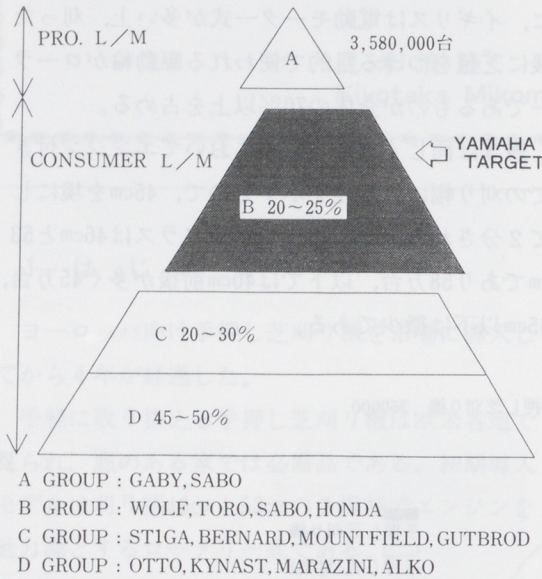 PRO. L／M
3,580,000台
A
CONSUMER L／M
YAMAHA
TARGET
B 20～25%
C 20～30%
D 45～50%
A GROUP : GABY, SABO
B GROUP : WOLF, TORO, SABO, HONDA
C GROUP : STIGA, BERNARD, MOUNTFIELD, GUTBROD
D GROUP : OTTO, KYNAST, MARAZINI, ALKO